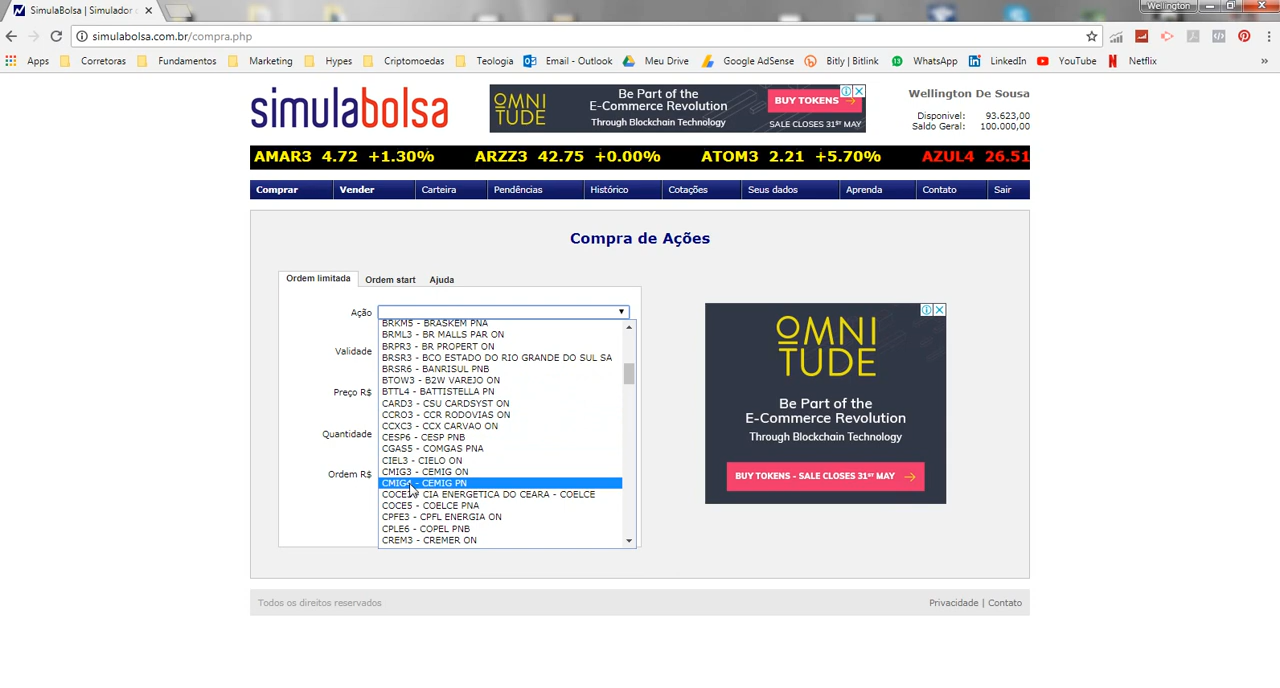 SimulaBolsa | Simulador
Wellington
simulabolsa.com.br/compra.php
Apps Corretoras Fundamentos Marketing Hypes Criptomoedas Teologia Email - Outlook Meu Drive Google AdSense Bitly | Bitlink WhatsApp LinkedIn YouTube Netflix
simulabolsa
OMNI
TUDE
Be Part of the
E-Commerce Revolution
Through Blockchain Technology
BUY TOKENS
SALE CLOSES 31ST MAY
Wellington De Sousa
Disponivel: 93.623,00
Saldo Geral: 100.000,00
AMAR3 4.72 +1.30% ARZZ3 42.75 +0.00% ATOM3 2.21 +5.70% AZUL4 26.51
Comprar Vender Carteira Pendências Histórico Cotações Seus dados Aprenda Contato Sair
Compra de Ações
Ordem limitada Ordem start Ajuda
Ação
Validade
Preço R$
Quantidade
Ordem R$
BRKM5 - BRASKEM PNA
BRML3 - BR MALLS PAR ON
BRPR3 - BR PROPERT ON
BRSR3 - BCO ESTADO DO RIO GRANDE DO SUL SA
BRSR6 - BANRISUL PNB
BTOW3 - B2W VAREJO ON
BTTL4 - BATTISTELLA PN
CARD3 - CSU CARDSYST ON
CCRO3 - CCR RODOVIAS ON
CCXC3 - CCX CARVAO ON
CESP6 - CESP PNB
CGAS5 - COMGAS PNA
CIEL3 - CIELO ON
CMIG3 - CEMIG ON
CMIG4 - CEMIG PN
COCE3 - CIA ENERGETICA DO CEARA - COELCE
COCE5 - COELCE PNA
CPFE3 - CPFL ENERGIA ON
CPLE6 - COPEL PNB
CREM3 - CREMER ON
OMNI
TUDE
Be Part of the
E-Commerce Revolution
Through Blockchain Technology
BUY TOKENS - SALE CLOSES 31ST MAY
Todos os direitos reservados
Privacidade | Contato